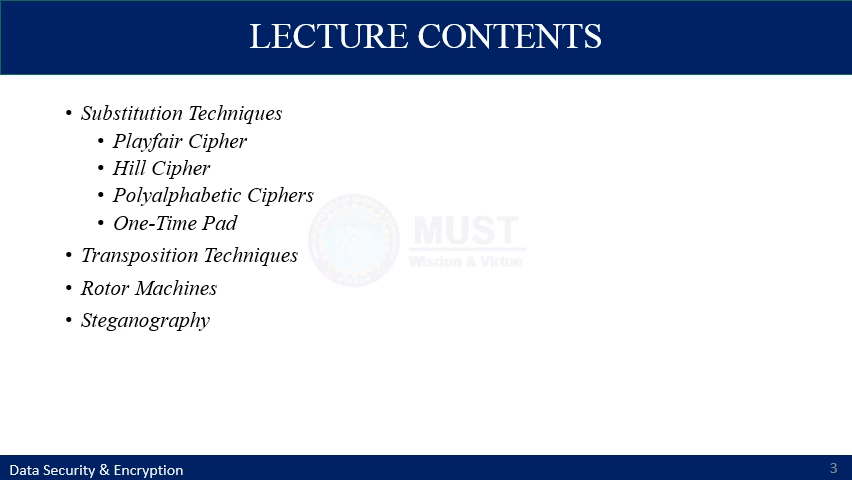 LECTURE CONTENTS
• Substitution Techniques
• Playfair Cipher
• Hill Cipher
• Polyalphabetic Ciphers
• One-Time Pad
• Transposition Techniques
• Rotor Machines
• Steganography
MUST
Wisdom & Virtue
Data Security & Encryption
3